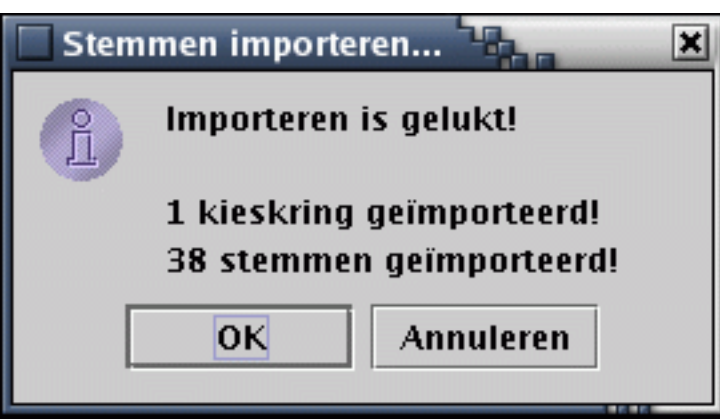 Stemmen importeren...
Importeren is gelukt!
1 kieskring geïmporteerd!
38 stemmen geïmporteerd!
OK
Annuleren